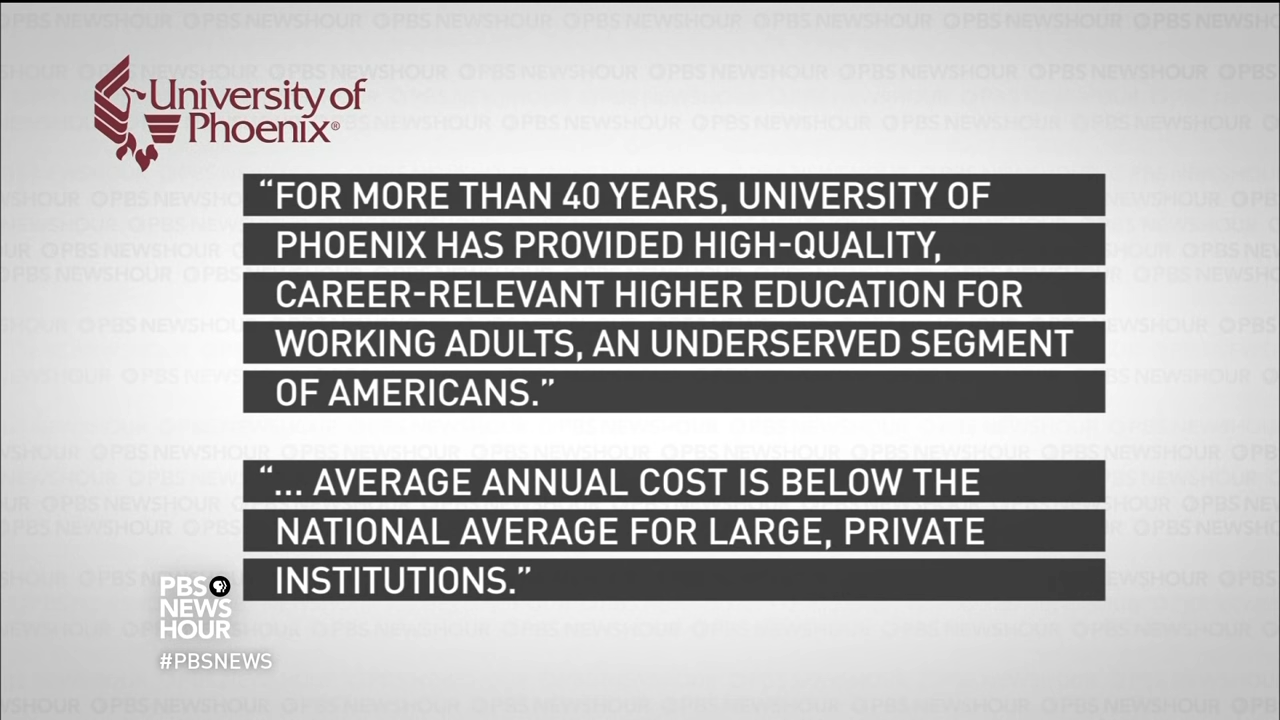 University of
Phoenix®
“FOR MORE THAN 40 YEARS, UNIVERSITY OF
PHOENIX HAS PROVIDED HIGH-QUALITY,
CAREER-RELEVANT HIGHER EDUCATION FOR
WORKING ADULTS, AN UNDERSERVED SEGMENT
OF AMERICANS.”
“... AVERAGE ANNUAL COST IS BELOW THE
NATIONAL AVERAGE FOR LARGE, PRIVATE
INSTITUTIONS.”
PBS
NEWS
HOUR
#PBSNEWS